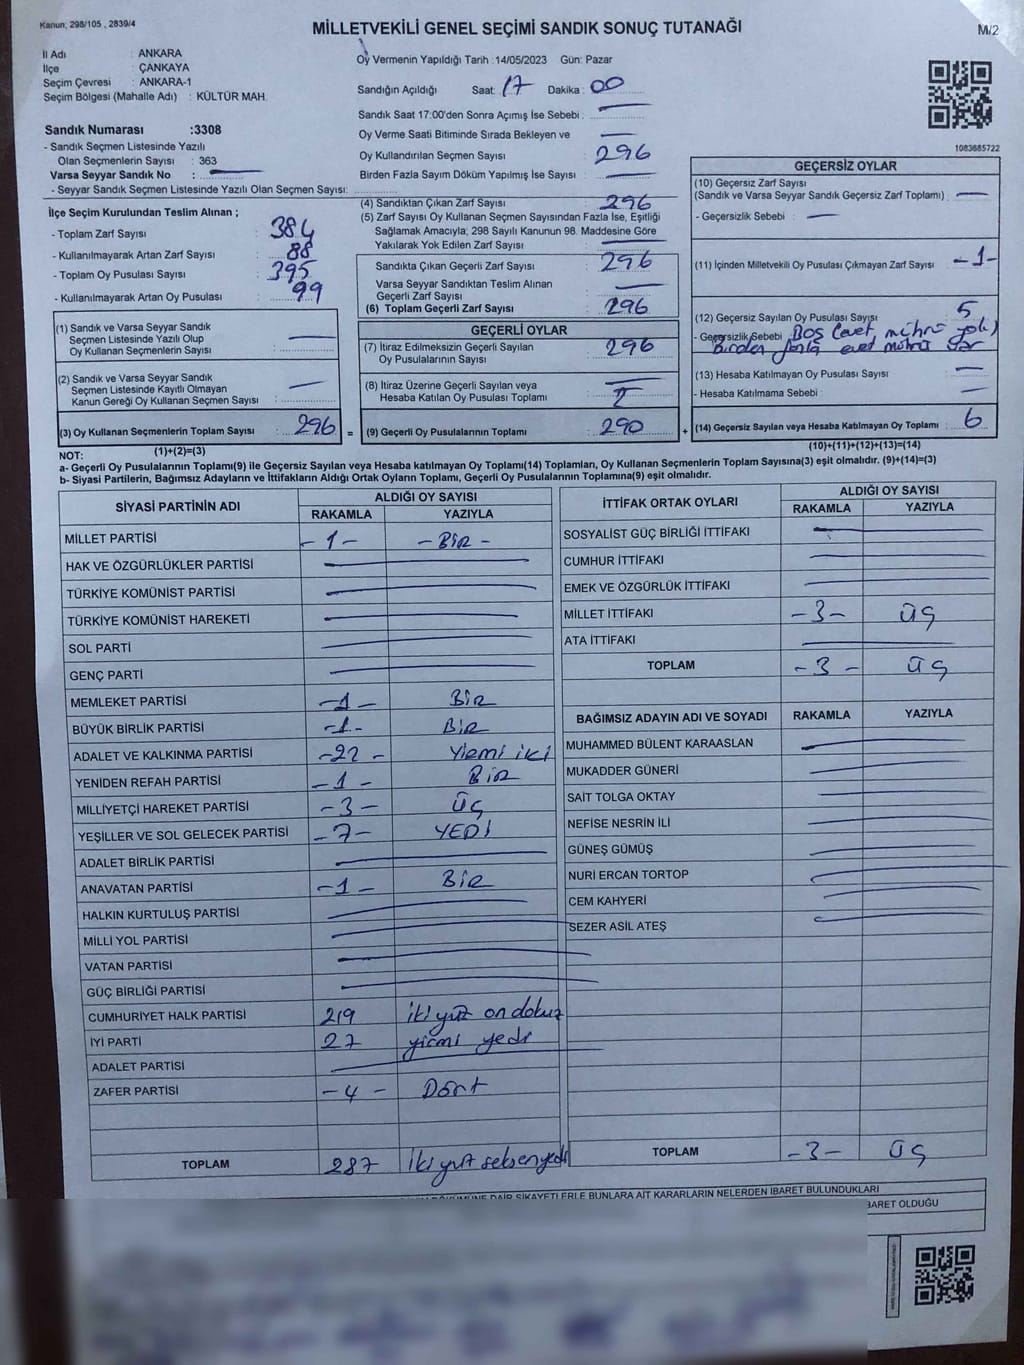 Kanun; 298/105 , 2839/4
MİLLETVEKİLİ GENEL SEÇİMİ SANDIK SONUÇ TUTANAĞI
M/2
İl Adı : ANKARA
İlçe : ÇANKAYA
Seçim Çevresi : ANKARA-1
Seçim Bölgesi (Mahalle Adı) : KÜLTÜR MAH.
Oy Vermenin Yapıldığı Tarih :14/05/2023 Gün: Pazar
Sandığın Açıldığı Saat: 17 Dakika: 00
Sandık Saat 17:00'den Sonra Açımış İse Sebebi :
Oy Verme Saati Bitiminde Sırada Bekleyen ve
Oy Kullandırılan Seçmen Sayısı : 296
Birden Fazla Sayım Döküm Yapılmış İse Sayısı :
Sandık Numarası :3308
- Sandık Seçmen Listesinde Yazılı
Olan Seçmenlerin Sayısı : 363
Varsa Seyyar Sandık No :
- Seyyar Sandık Seçmen Listesinde Yazılı Olan Seçmen Sayısı:
1083685722
İlçe Seçim Kurulundan Teslim Alınan ;
- Toplam Zarf Sayısı : 384
- Kullanılmayarak Artan Zarf Sayısı : 88
- Toplam Oy Pusulası Sayısı : 395
- Kullanılmayarak Artan Oy Pusulası : 99
(1) Sandık ve Varsa Seyyar Sandık
Seçmen Listesinde Yazılı Olup
Oy Kullanan Seçmenlerin Sayısı :
(2) Sandık ve Varsa Seyyar Sandık
Seçmen Listesinde Kayıtlı Olmayan
Kanun Gereği Oy Kullanan Seçmen Sayısı :
(3) Oy Kullanan Seçmenlerin Toplam Sayısı : 296 =
(1)+(2)=(3)
(4) Sandıktan Çıkan Zarf Sayısı : 296
(5) Zarf Sayısı Oy Kullanan Seçmen Sayısından Fazla İse, Eşitliği
Sağlamak Amacıyla; 298 Sayılı Kanunun 98. Maddesine Göre
Yakılarak Yok Edilen Zarf Sayısı :
Sandıkta Çıkan Geçerli Zarf Sayısı : 296
Varsa Seyyar Sandıktan Teslim Alınan
Geçerli Zarf Sayısı :
(6) Toplam Geçerli Zarf Sayısı : 296
GEÇERLİ OYLAR
(7) İtiraz Edilmeksizin Geçerli Sayılan
Oy Pusulalarının Sayısı : 296
(8) İtiraz Üzerine Geçerli Sayılan veya
Hesaba Katılan Oy Pusulası Toplamı :
(9) Geçerli Oy Pusulalarının Toplamı : 290 +
GEÇERSİZ OYLAR
(10) Geçersiz Zarf Sayısı
(Sandık ve Varsa Seyyar Sandık Geçersiz Zarf Toplamı) :
- Geçersizlik Sebebi :
(11) İçinden Milletvekili Oy Pusulası Çıkmayan Zarf Sayısı : -1-
(12) Geçersiz Sayılan Oy Pusulası Sayısı : 5
- Geçersizlik Sebebi : Boş (evet mührü yok)
Birden fazla evet mührü var
(13) Hesaba Katılmayan Oy Pusulası Sayısı :
- Hesaba Katılmama Sebebi :
(14) Geçersiz Sayılan veya Hesaba Katılmayan Oy Toplamı : 6
(10)+(11)+(12)+(13)=(14)
NOT:
a- Geçerli Oy Pusulalarının Toplamı(9) ile Geçersiz Sayılan veya Hesaba katılmayan Oy Toplamı(14) Toplamları, Oy Kullanan Seçmenlerin Toplam Sayısına(3) eşit olmalıdır. (9)+(14)=(3)
b- Siyasi Partilerin, Bağımsız Adayların ve İttifakların Aldığı Ortak Oyların Toplamı, Geçerli Oy Pusulalarının Toplamına(9) eşit olmalıdır.
SİYASİ PARTİNİN ADI ALDIĞI OY SAYISI
RAKAMLA YAZIYLA
MİLLET PARTİSİ -1- -Bir-
HAK VE ÖZGÜRLÜKLER PARTİSİ
TÜRKİYE KOMÜNİST PARTİSİ
TÜRKİYE KOMÜNİST HAREKETİ
SOL PARTİ
GENÇ PARTİ
MEMLEKET PARTİSİ -1- Bir
BÜYÜK BİRLİK PARTİSİ -1- Bir
ADALET VE KALKINMA PARTİSİ -22- Yirmi iki
YENİDEN REFAH PARTİSİ -1- Bir
MİLLİYETÇİ HAREKET PARTİSİ -3- Üç
YEŞİLLER VE SOL GELECEK PARTİSİ -7- YEDİ
ADALET BİRLİK PARTİSİ
ANAVATAN PARTİSİ -1- Bir
HALKIN KURTULUŞ PARTİSİ
MİLLİ YOL PARTİSİ
VATAN PARTİSİ
GÜÇ BİRLİĞİ PARTİSİ
CUMHURİYET HALK PARTİSİ 219 iki yüz on dokuz
İYİ PARTİ 27 yirmi yedi
ADALET PARTİSİ
ZAFER PARTİSİ -4- Dört
TOPLAM 287 iki yüz seksen yedi
İTTİFAK ORTAK OYLARI ALDIĞI OY SAYISI
RAKAMLA YAZIYLA
SOSYALİST GÜÇ BİRLİĞİ İTTİFAKI
CUMHUR İTTİFAKI
EMEK VE ÖZGÜRLÜK İTTİFAKI
MİLLET İTTİFAKI -3- üç
ATA İTTİFAKI
TOPLAM -3- üç
BAĞIMSIZ ADAYIN ADI VE SOYADI RAKAMLA YAZIYLA
MUHAMMED BÜLENT KARAASLAN
MUKADDER GÜNERİ
SAİT TOLGA OKTAY
NEFİSE NESRİN İLİ
GÜNEŞ GÜMÜŞ
NURİ ERCAN TORTOP
CEM KAHYERİ
SEZER ASİL ATEŞ
TOPLAM -3- üç
DÖKÜMÜNE DAİR ŞİKAYETLERLE BUNLARA AİT KARARLARIN NELERDEN İBARET BULUNDUKLARI
İBARET OLDUĞU